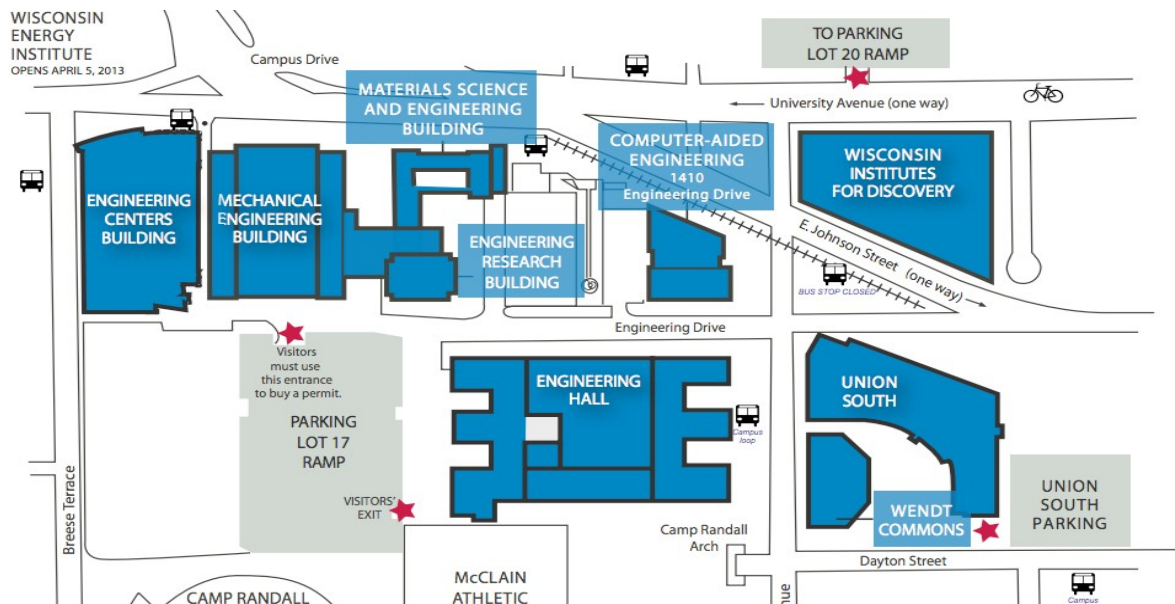 WISCONSIN
ENERGY
INSTITUTE
OPENS APRIL 5, 2013
Campus Drive
TO PARKING
LOT 20 RAMP
University Avenue (one way)
MATERIALS SCIENCE
AND ENGINEERING
BUILDING
COMPUTER-AIDED
ENGINEERING
1410
Engineering Drive
WISCONSIN
INSTITUTES
FOR DISCOVERY
ENGINEERING
CENTERS
BUILDING
MECHANICAL
ENGINEERING
BUILDING
ENGINEERING
RESEARCH
BUILDING
E. Johnson Street (one way)
BUS STOP CLOSED
Engineering Drive
Visitors
must use
this entrance
to buy a permit.
PARKING
LOT 17
RAMP
VISITORS'
EXIT
ENGINEERING
HALL
Campus
loop
UNION
SOUTH
WENDT
COMMONS
UNION
SOUTH
PARKING
Breese Terrace
Camp Randall
Arch
Dayton Street
CAMP RANDALL
McCLAIN
ATHLETIC
Campus